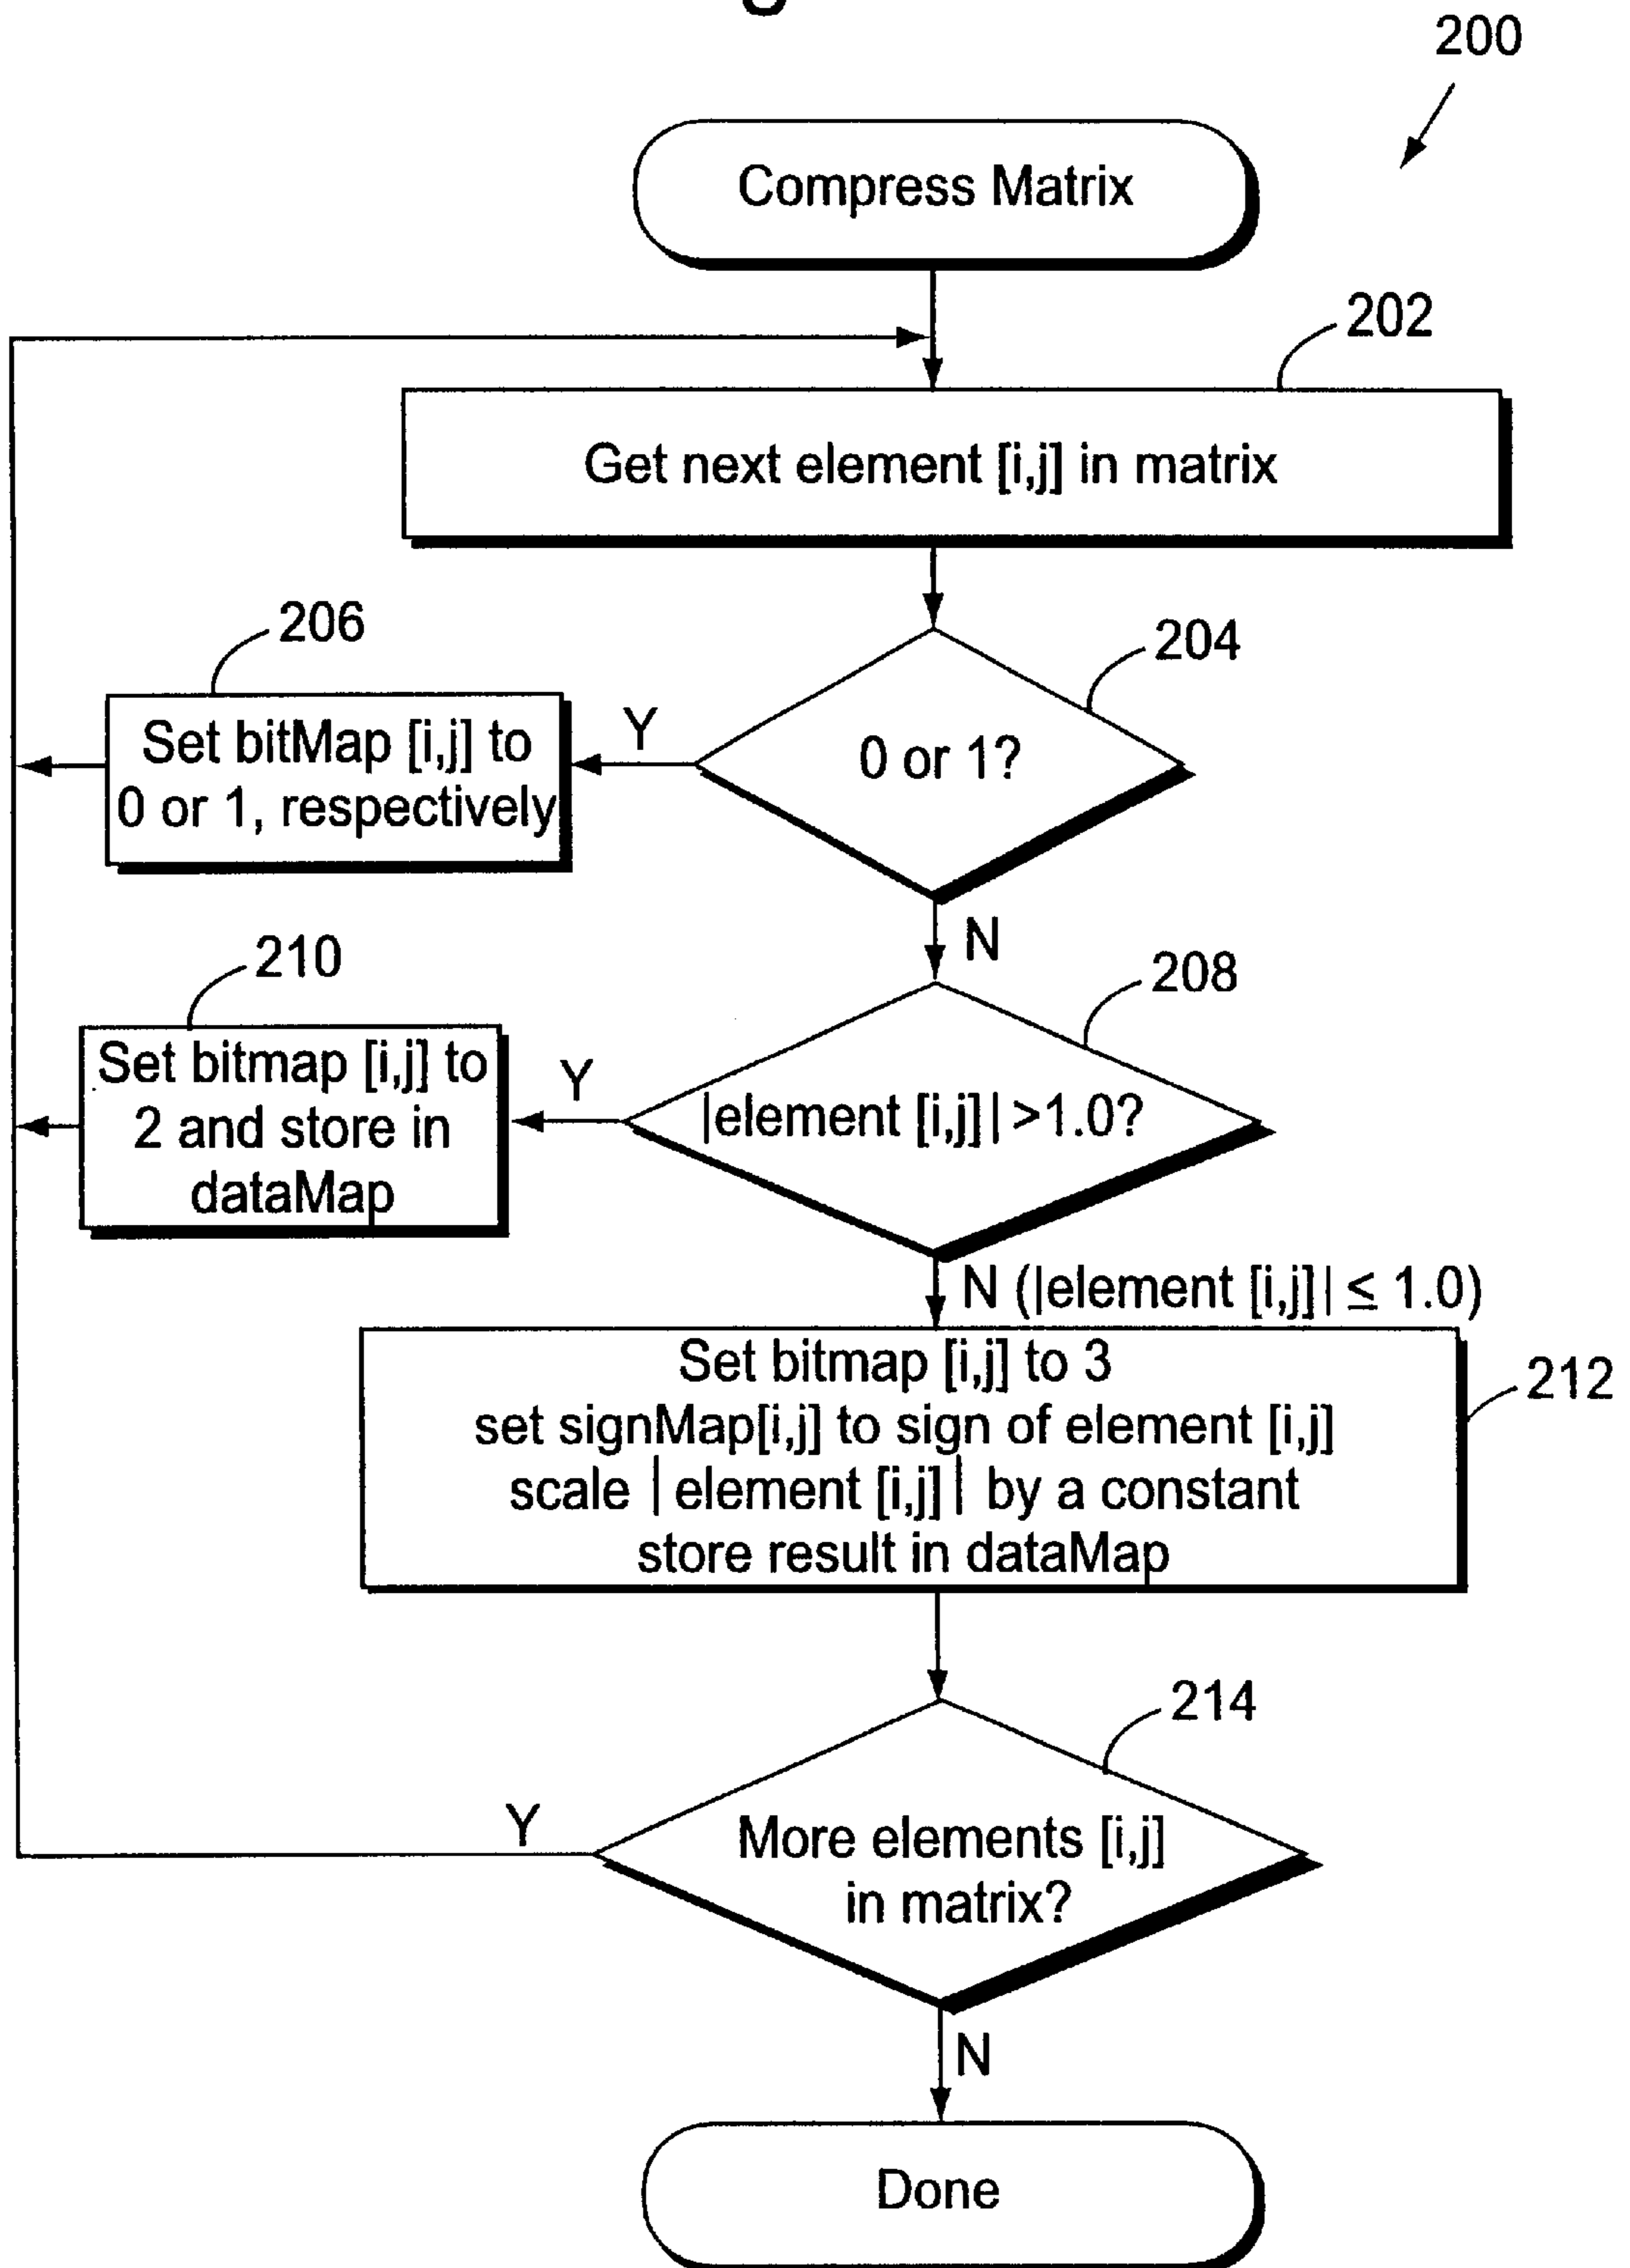 200
Compress Matrix
202
Get next element [i,j] in matrix
206
204
Set bitMap [i,j] to
0 or 1, respectively
Y
0 or 1?
N
210
208
Set bitmap [i,j] to
2 and store in
dataMap
Y
|element [i,j]| >1.0?
N (|element [i,j]| ≤ 1.0)
Set bitmap [i,j] to 3
set signMap[i,j] to sign of element [i,j]
scale | element [i,j]| by a constant
store result in dataMap
212
214
Y
More elements [i,j]
in matrix?
N
Done